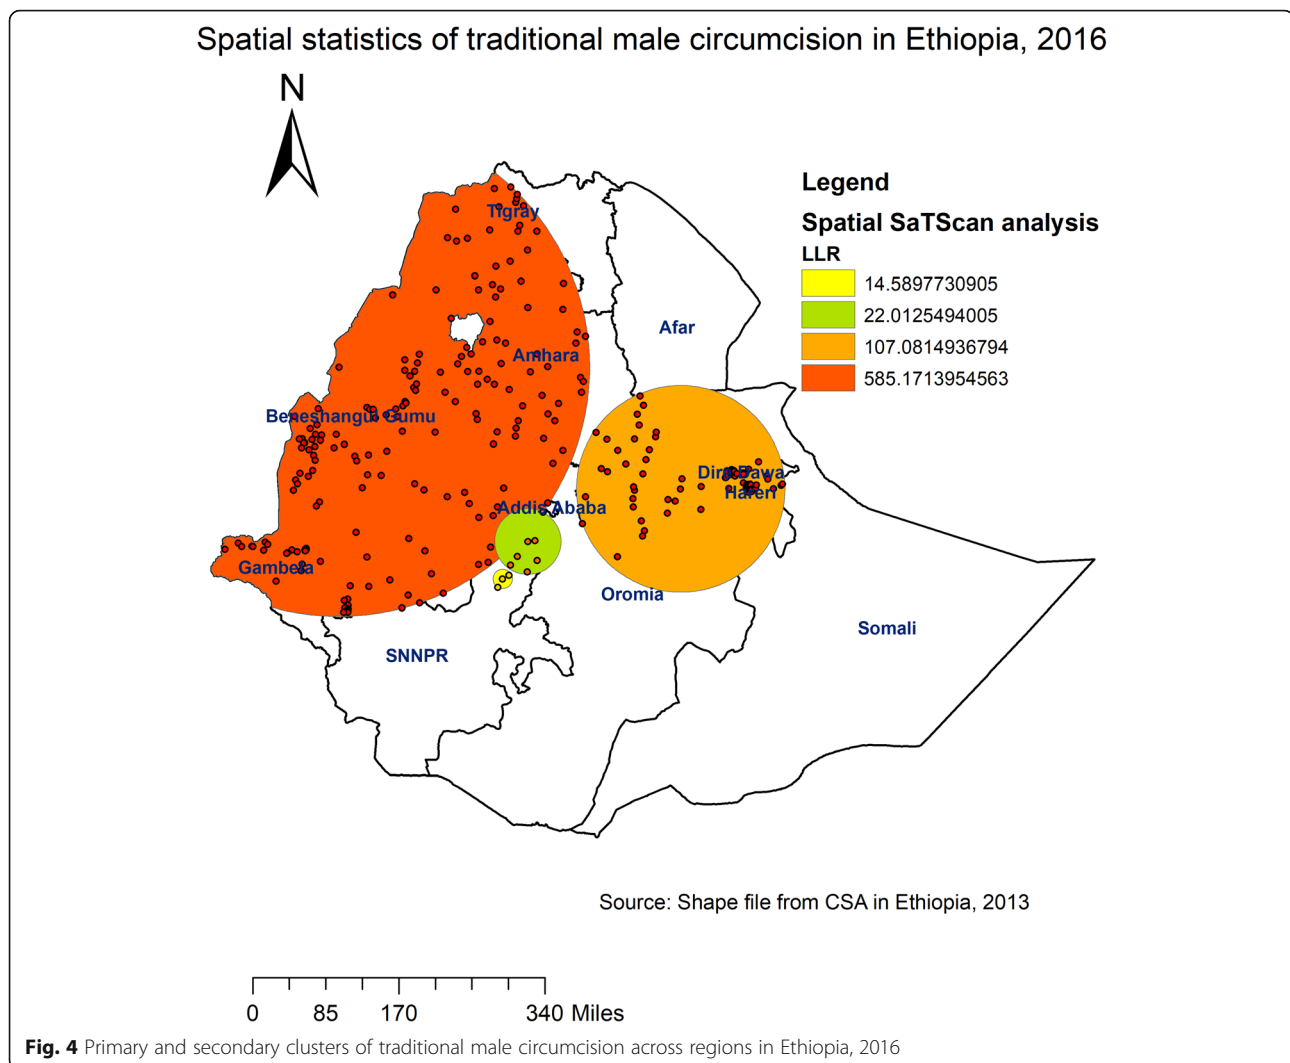 Spatial statistics of traditional male circumcision in Ethiopia, 2016
N
Legend
Spatial SaTScan analysis
LLR
14.5897730905
22.0125494005
107.0814936794
585.1713954563
Tigray
Afar
Amhara
Beneshangul Gumu
Dire Dawa
Hareri
Addis Ababa
Gambela
Oromia
Somali
SNNPR
Source: Shape file from CSA in Ethiopia, 2013
0 85 170 340 Miles
Fig. 4 Primary and secondary clusters of traditional male circumcision across regions in Ethiopia, 2016